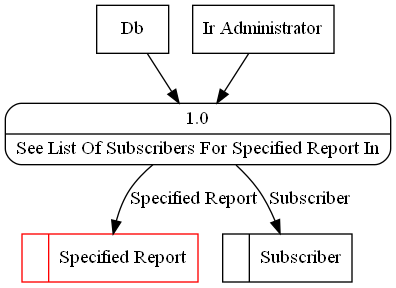 Db
Ir Administrator
1.0
See List Of Subscribers For Specified Report In
Specified Report
Subscriber
Specified Report
Subscriber